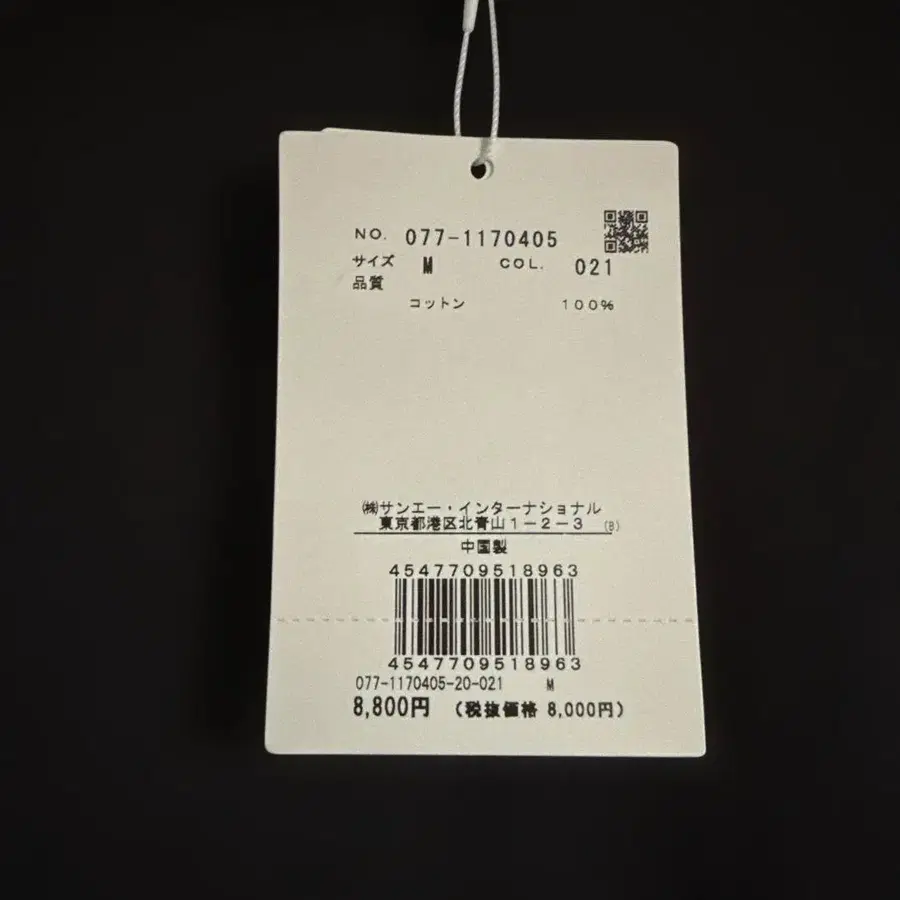 NO. 077-1170405
サイズ M COL. 021
品質
コットン 100%
㈱サンエー・インターナショナル
東京都港区北青山1-2-3 (B)
中国製
4547709518963
4547709518963
077-1170405-20-021 M
8,800円 (税抜価格 8,000円)